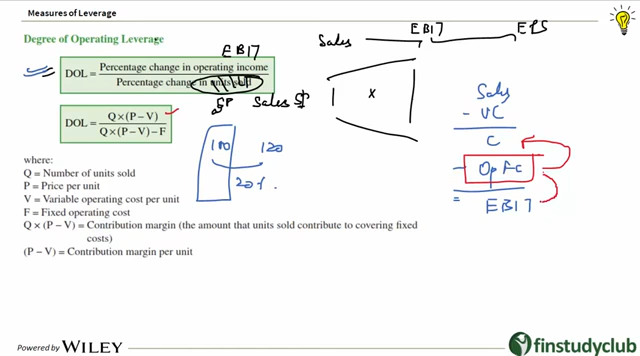 Measures of Leverage
Degree of Operating Leverage
Sales EBIT EPS
EBIT
DOL = Percentage change in operating income / Percentage change in units sold
SP Sales
DOL = Q×(P – V) / Q×(P – V) – F
100 120
20%
x
Sales
- VC
C
- Op FC
= EBIT
where:
Q = Number of units sold
P = Price per unit
V = Variable operating cost per unit
F = Fixed operating cost
Q × (P – V) = Contribution margin (the amount that units sold contribute to covering fixed
costs)
(P – V) = Contribution margin per unit
Powered by WILEY
finstudyclub